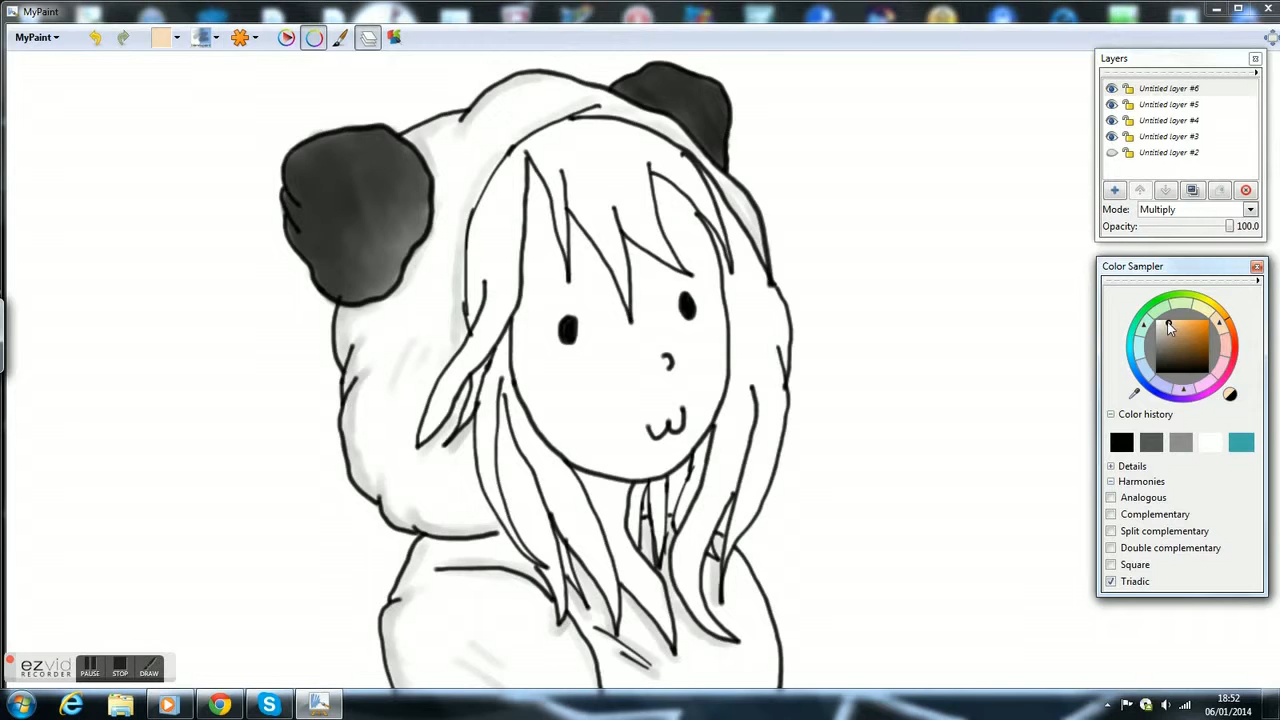 MyPaint
MyPaint
Layers
Untitled layer #6
Untitled layer #5
Untitled layer #4
Untitled layer #3
Untitled layer #2
Mode: Multiply
Opacity: 100.0
Color Sampler
Color history
Details
Harmonies
Analogous
Complementary
Split complementary
Double complementary
Square
Triadic
ezvid
RECORDER
PAUSE STOP DRAW
18:52
06/01/2014